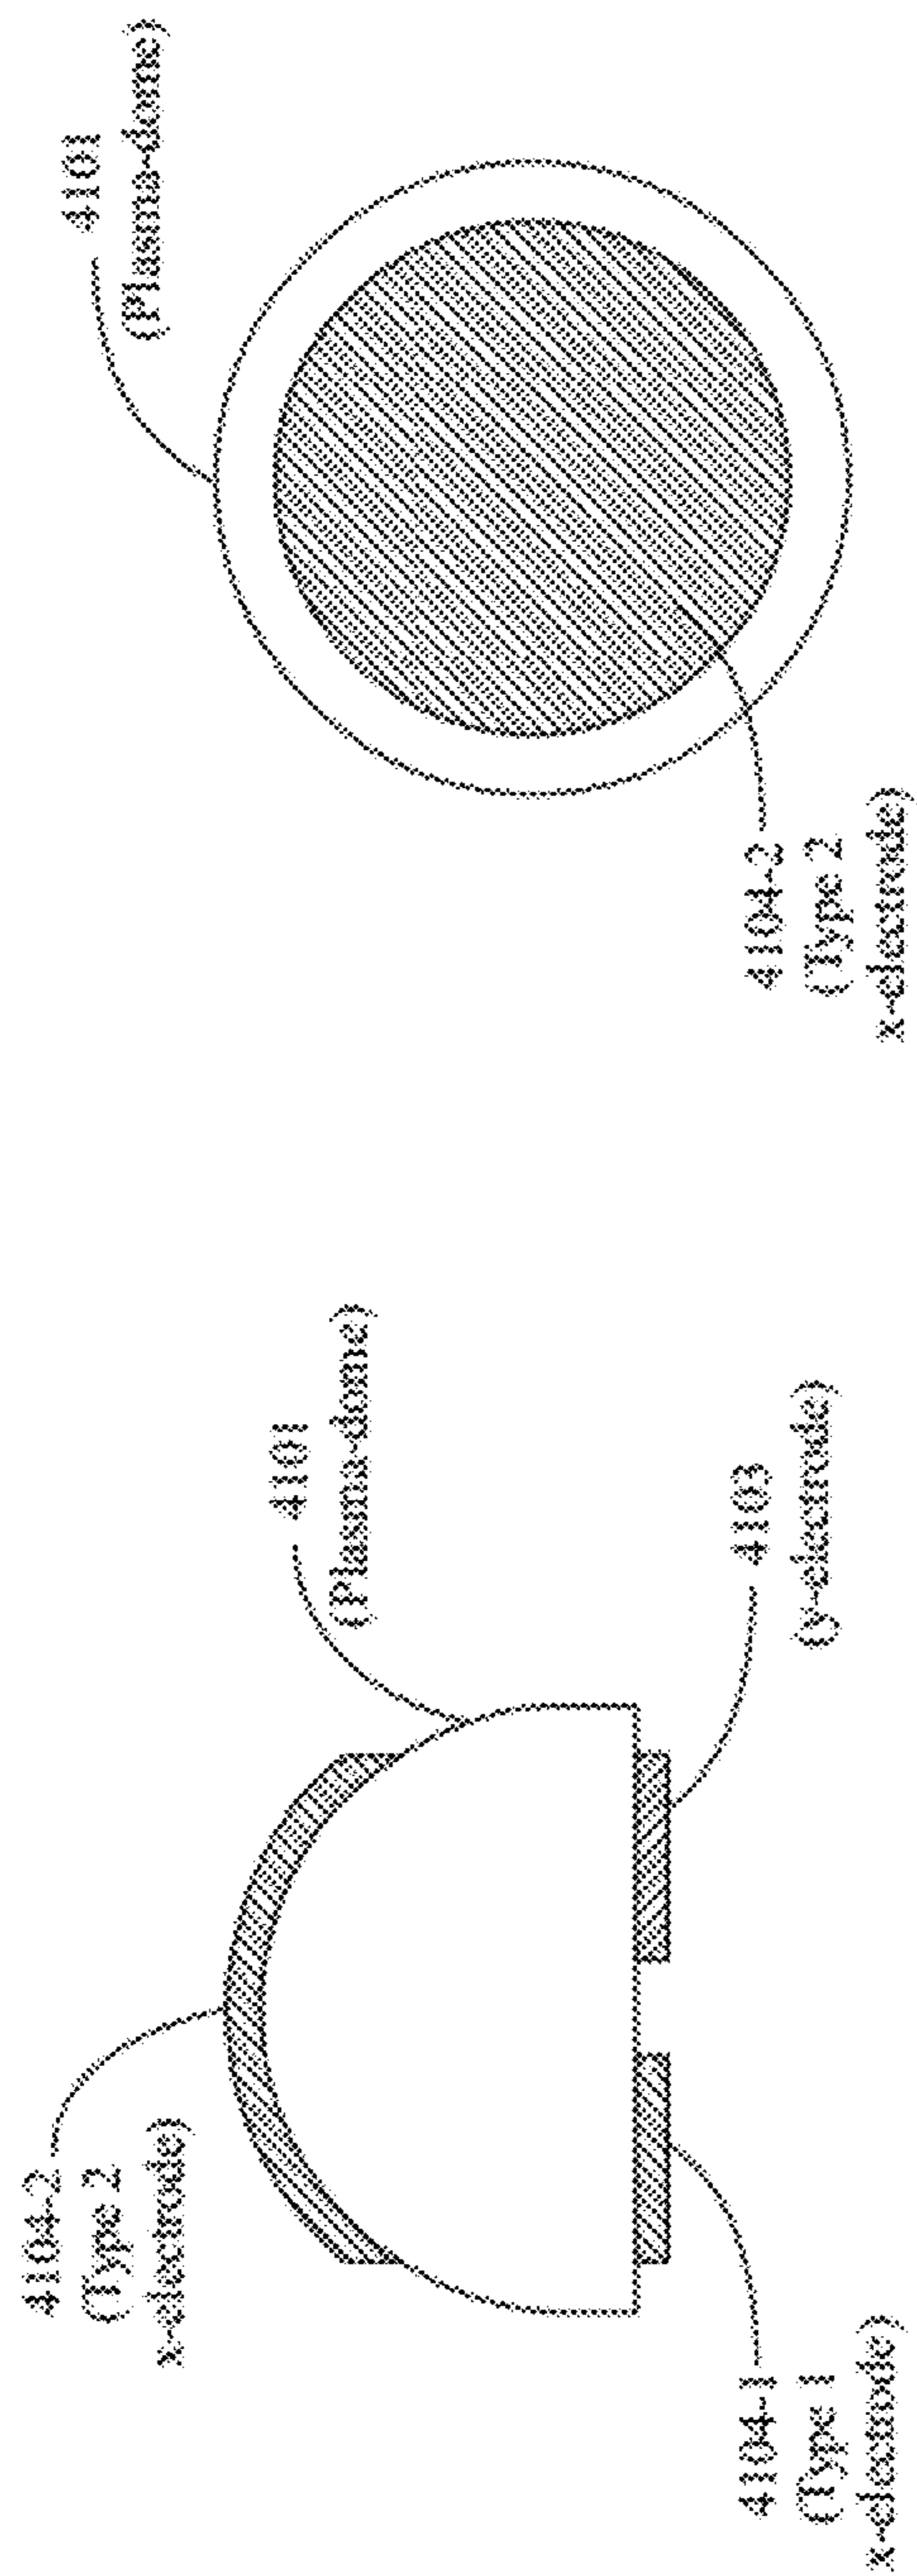 4104-2
(Type 2
x-electrode)
4101
(Plasma-dome)
4104-1
(Type 1
x-electrode)
4103
(y-electrode)
4101
(Plasma-dome)
4104-2
(Type 2
x-electrode)